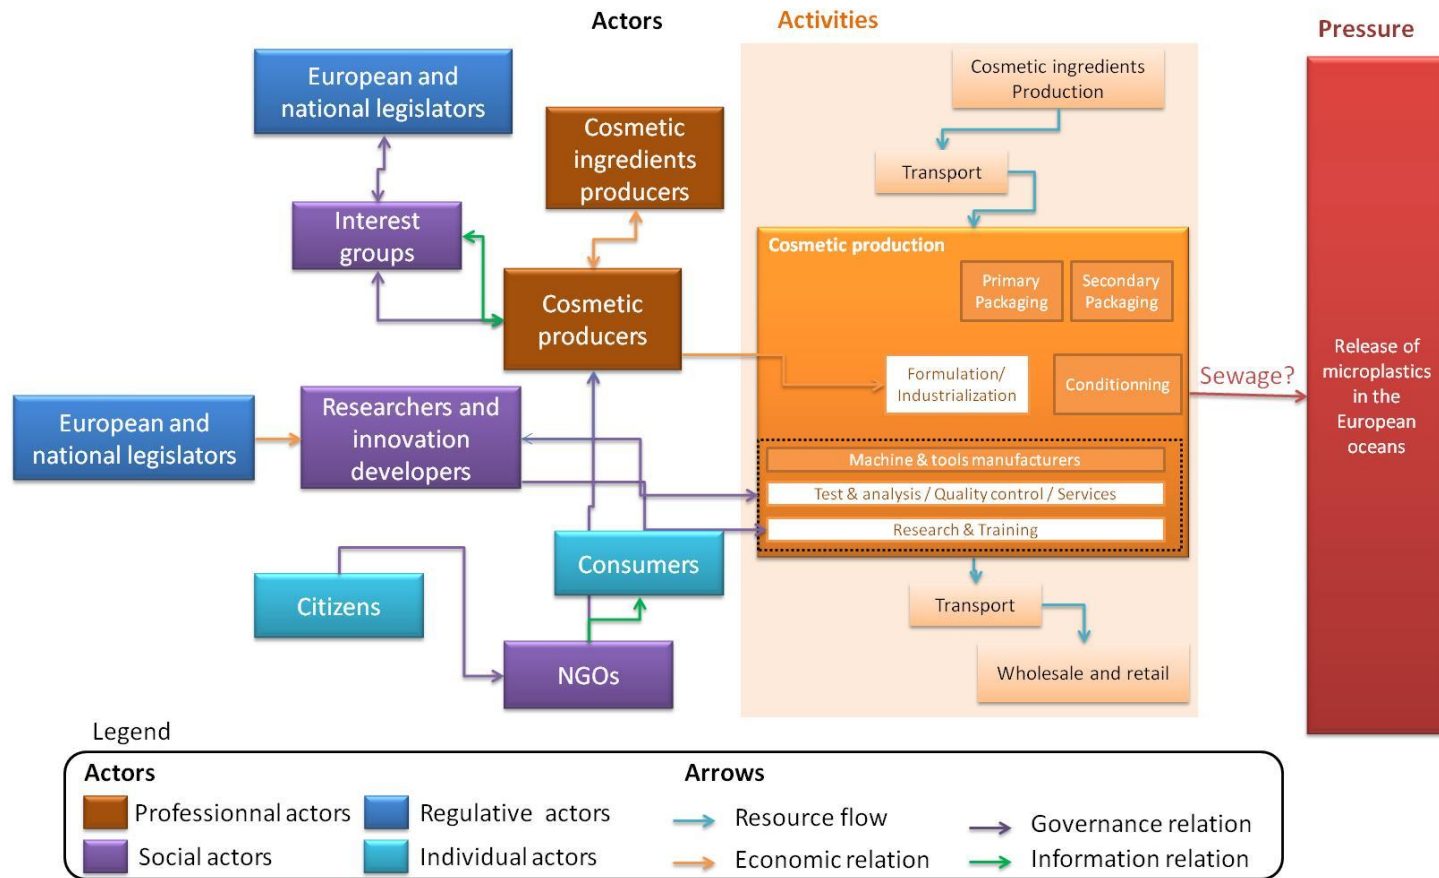 Actors
Activities
Pressure
European and
national legislators
Cosmetic
ingredients
producers
Interest
groups
Cosmetic
producers
European and
national legislators
Researchers and
innovation
developers
Consumers
Citizens
NGOs
Cosmetic ingredients
Production
Transport
Cosmetic production
Primary
Packaging
Secondary
Packaging
Formulation/
Industrialization
Conditionning
Machine & tools manufacturers
Test & analysis / Quality control / Services
Research & Training
Transport
Wholesale and retail
Sewage?
Release of
microplastics
in the
European
oceans
Legend
Actors
Professionnal actors
Regulative actors
Social actors
Individual actors
Arrows
Resource flow
Governance relation
Economic relation
Information relation